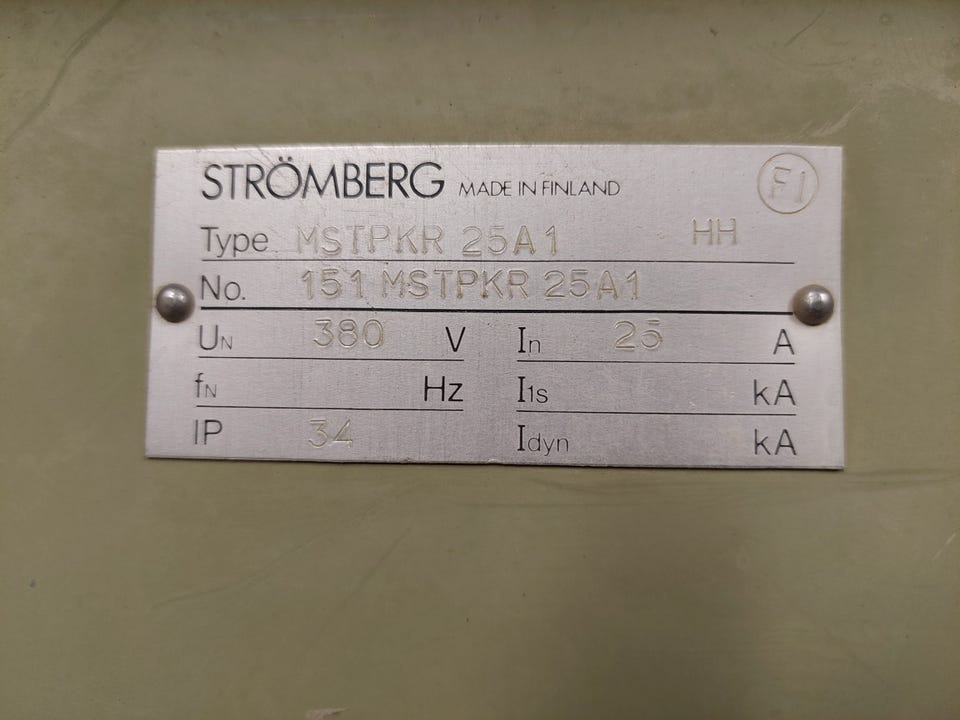 STRÖMBERG MADE IN FINLAND FI
Type MSTPKR 25A1 HH
No. 151 MSTPKR 25A1
UN 380 V In 25 A
fN Hz I1s kA
IP 34 Idyn kA